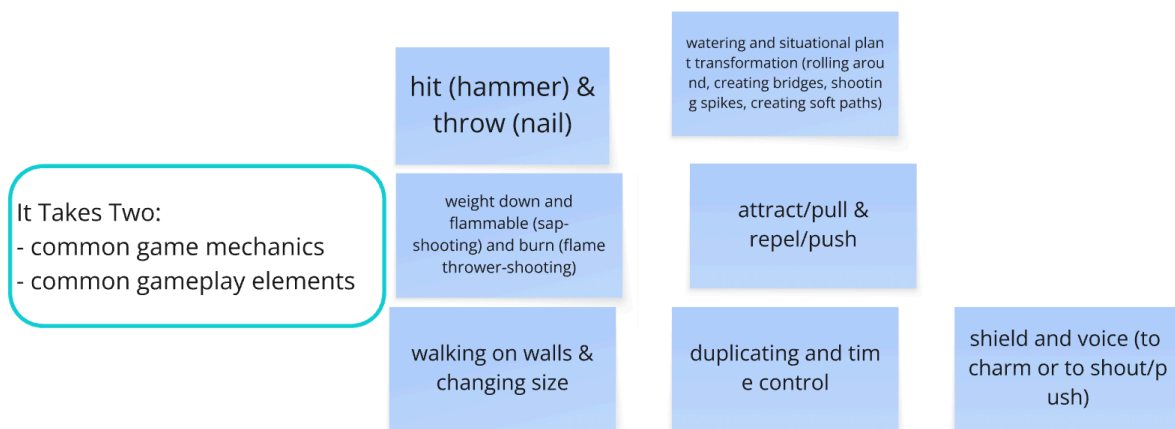 It Takes Two:
- common game mechanics
- common gameplay elements
hit (hammer) &
throw (nail)
watering and situational plan
t transformation (rolling arou
nd, creating bridges, shootin
g spikes, creating soft paths)
weight down and
flammable (sap-
shooting) and burn (flame
thrower-shooting)
attract/pull &
repel/push
walking on walls &
changing size
duplicating and tim
e control
shield and voice (to
charm or to shout/p
ush)